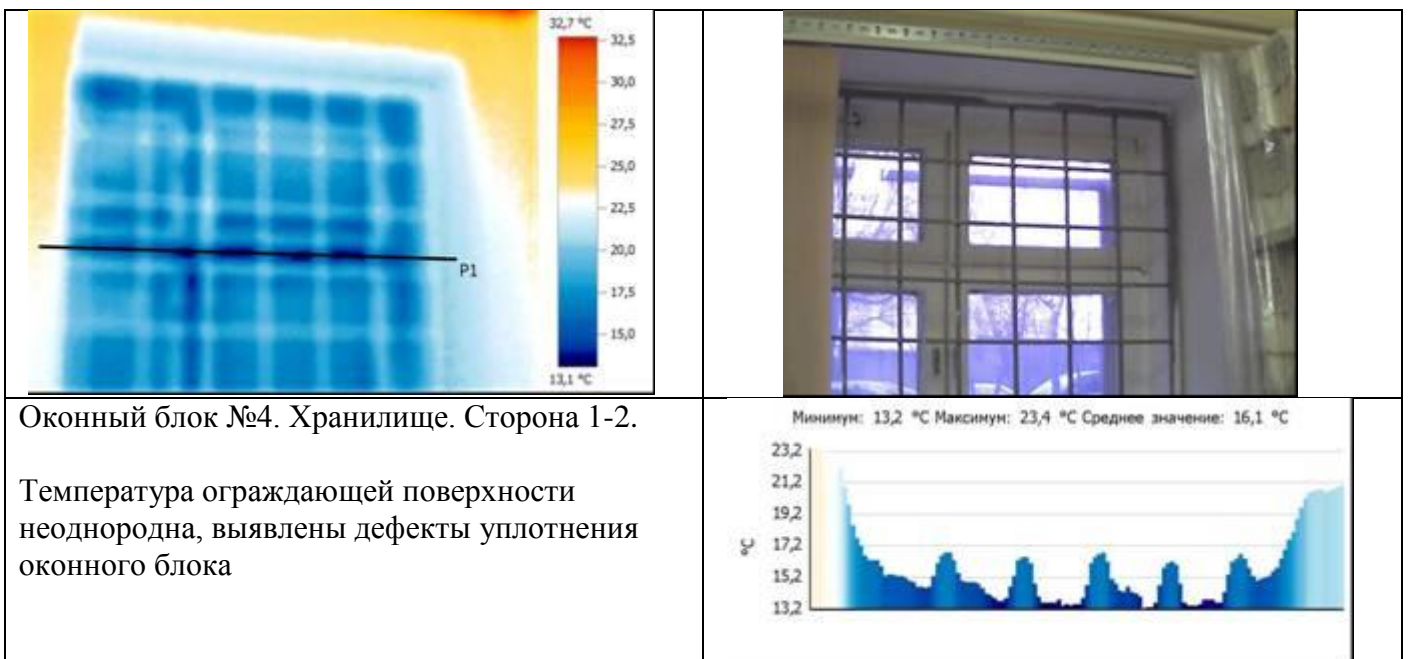 32,7 °C
32,5
30,0
27,5
25,0
22,5
20,0
17,5
15,0
13,1 °C
P1
Оконный блок №4. Хранилище. Сторона 1-2.
Температура ограждающей поверхности
неоднородна, выявлены дефекты уплотнения
оконного блока
Минимум: 13,2 °C Максимум: 23,4 °C Среднее значение: 16,1 °C
23,2
21,2
19,2
17,2
15,2
13,2
°C